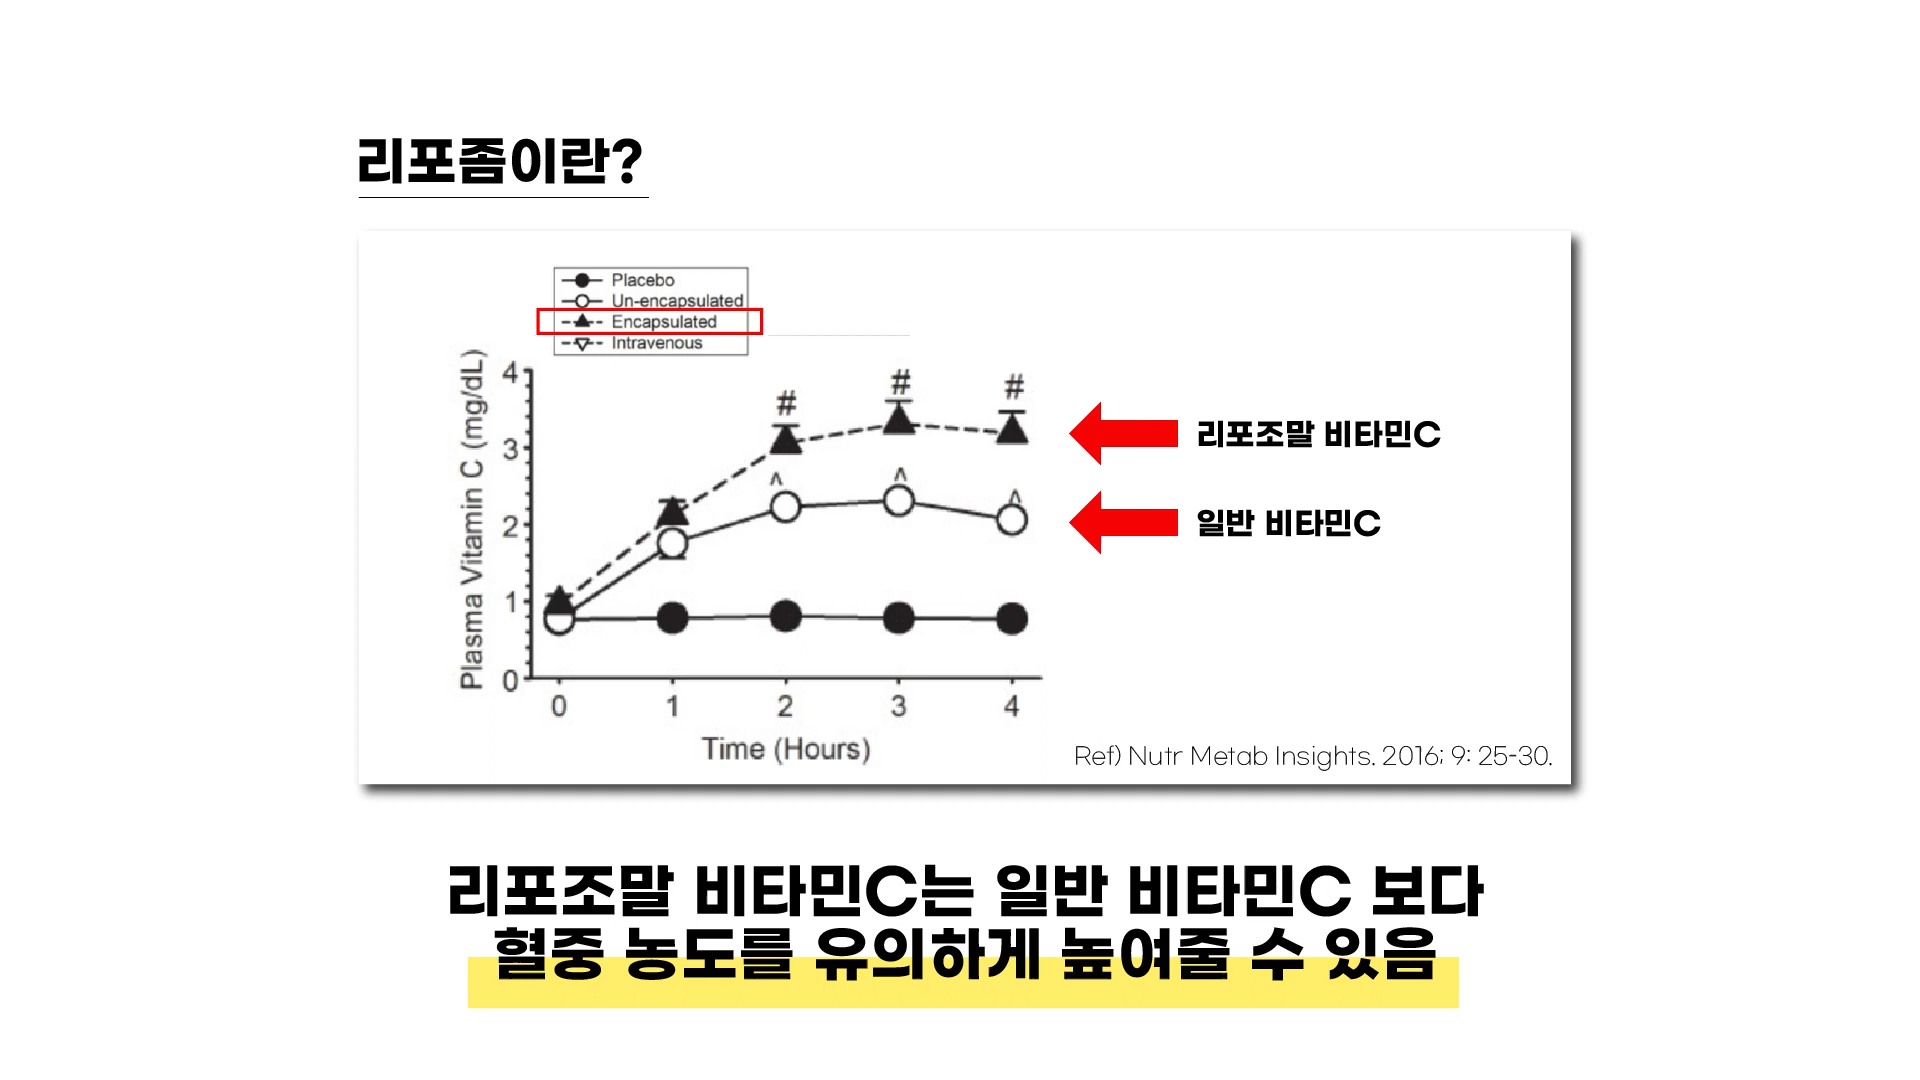 리포좀이란?
Placebo
Un-encapsulated
Encapsulated
Intravenous
Plasma Vitamin C (mg/dL)
4
3
2
1
0
# # #
^ ^ ^
0 1 2 3 4
Time (Hours)
리포조말 비타민C
일반 비타민C
Ref) Nutr Metab Insights. 2016; 9: 25-30.
리포조말 비타민C는 일반 비타민C 보다
혈중 농도를 유의하게 높여줄 수 있음